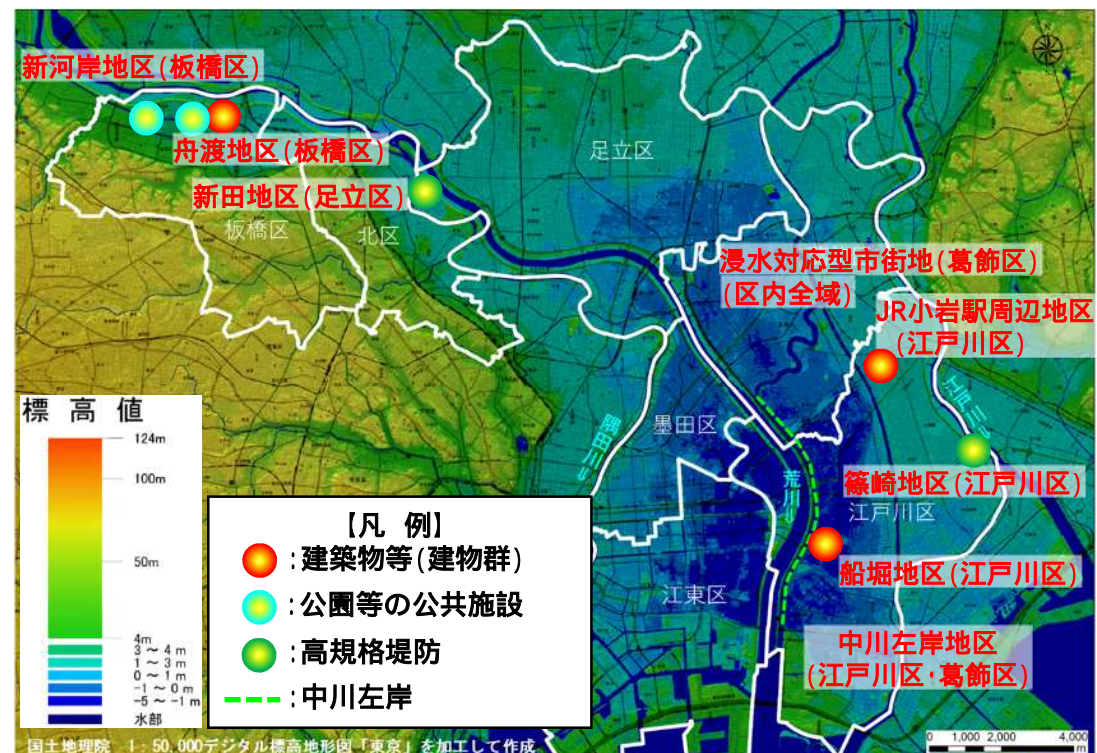 新河岸地区(板橋区)
舟渡地区(板橋区)
新田地区(足立区)
足立区
板橋区
北区
浸水対応型市街地(葛飾区)
(区内全域)
JR小岩駅周辺地区
(江戸川区)
江戸川
隅田川
墨田区
荒川
篠崎地区(江戸川区)
江戸川区
船堀地区(江戸川区)
江東区
中川左岸地区
(江戸川区・葛飾区)
標高値
124m
100m
50m
4m
3～4m
1～3m
0～1m
-1～0m
-5～-1m
水部
【凡 例】
:建築物等(建物群)
:公園等の公共施設
:高規格堤防
:中川左岸
国土地理院 1:50,000デジタル標高地形図「東京」を加工して作成
0 1,000 2,000 4,000
m